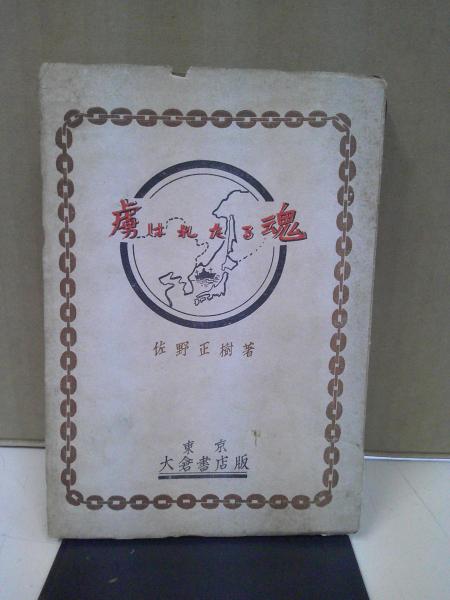 虜はれたる魂
佐野正樹著
東京
大倉書店版